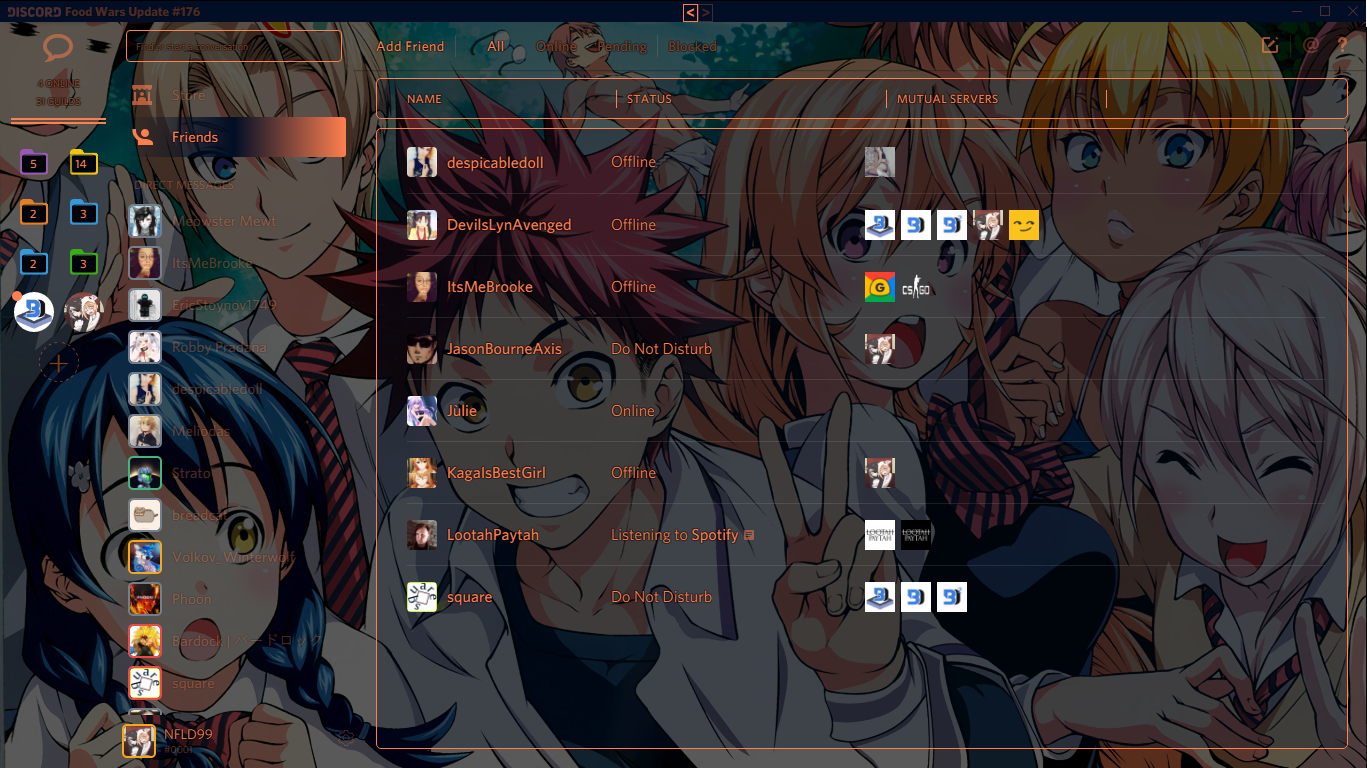 DISCORD Food Wars Update #176
< >
Find or start a conversation
Add Friend
All
Online
Pending
Blocked
@
?
4 ONLINE
31 GUILDS
Store
Friends
5
14
2
3
2
3
DIRECT MESSAGES
Meowster Mewt
ItsMeBrooke
EricStoynov1749
Robby Pradana
despicabledoll
Meliodas
Strato
breadcat
Volkov_Winterwolf
Phoon
Bardock | ハードロック
square
NFLD99
#0001
NAME
STATUS
MUTUAL SERVERS
despicabledoll Offline
DevilsLynAvenged Offline
ItsMeBrooke Offline
CS GO
JasonBourneAxis Do Not Disturb
Jùlie Online
KagaIsBestGirl Offline
LootahPaytah Listening to Spotify
LOOTAH PAYTAH
LOOTAH PAYTAH
square Do Not Disturb